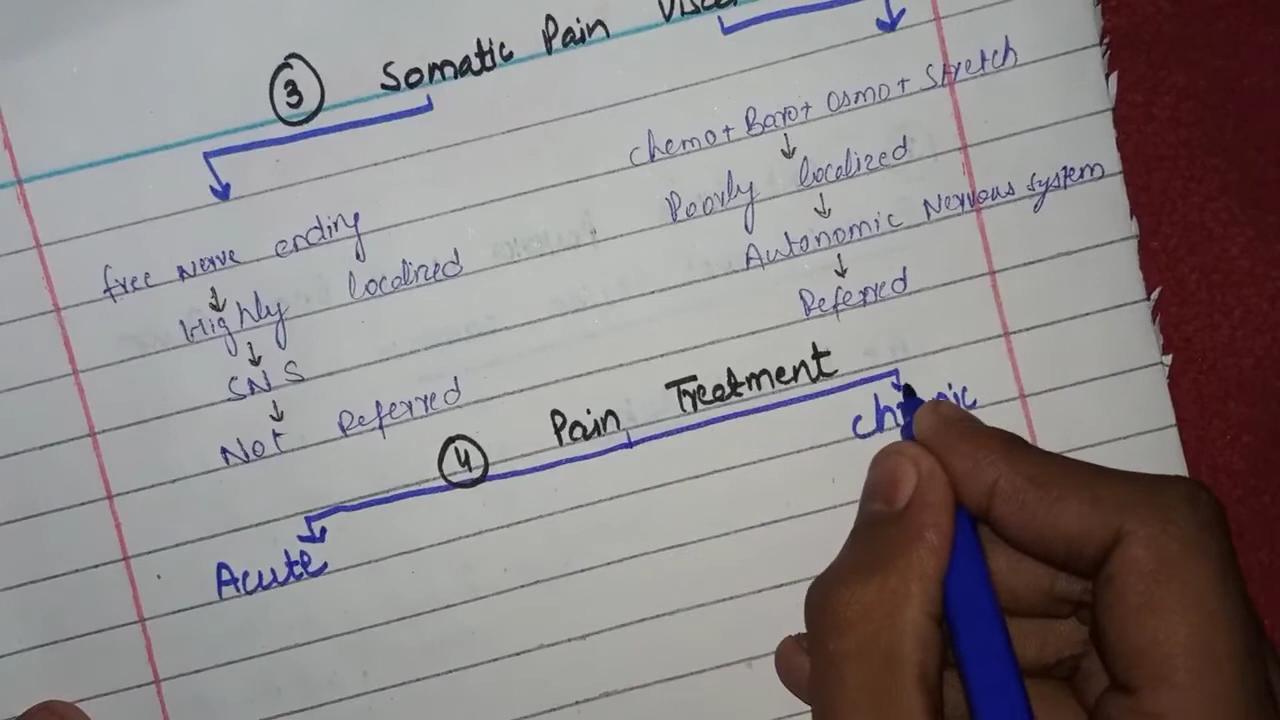 3 Somatic Pain
chemo + Baro + Osmo + Stretch
Poorly localized
Autonomic Nervous System
Referred
free Nerve ending
Highly localized
SNS
Not Referred
4 Pain Treatment
Acute